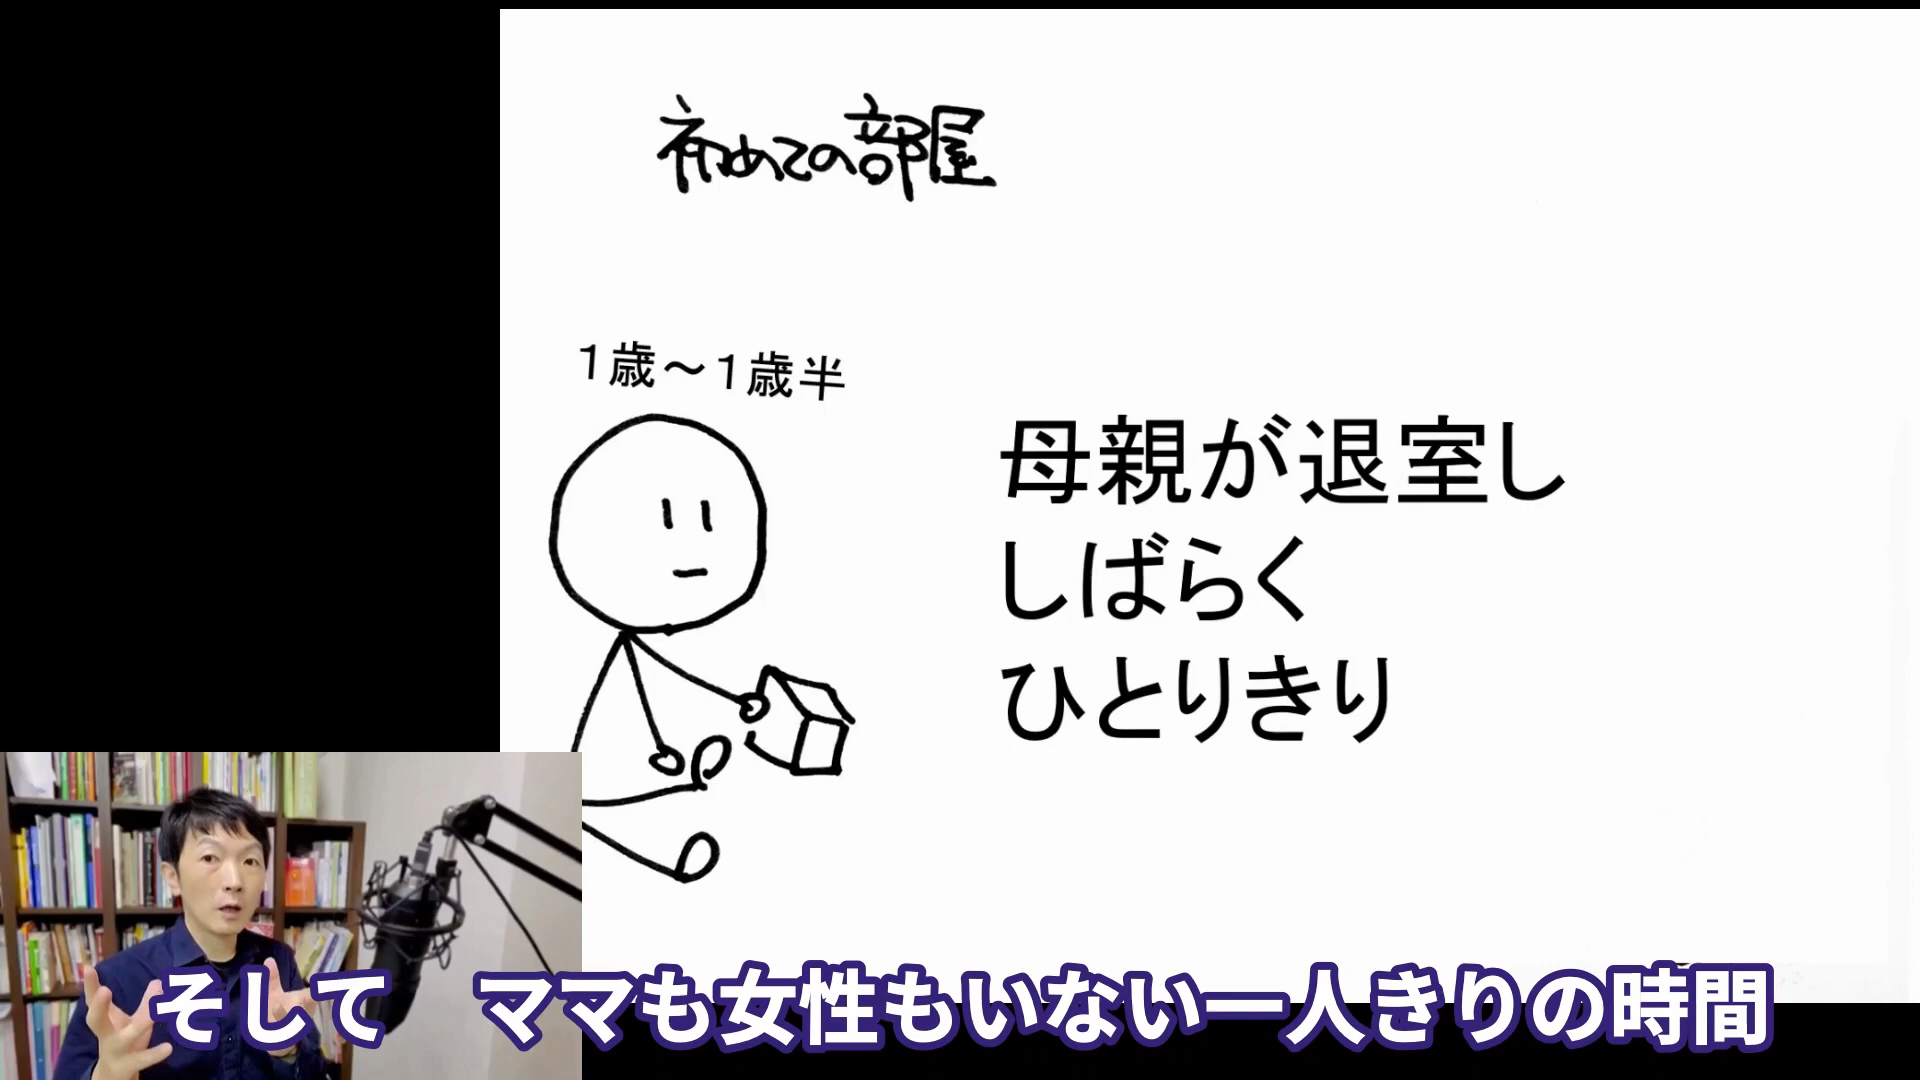 初めての部屋
1歳～1歳半
母親が退室し
しばらく
ひとりきり
そして　ママも女性もいない一人きりの時間